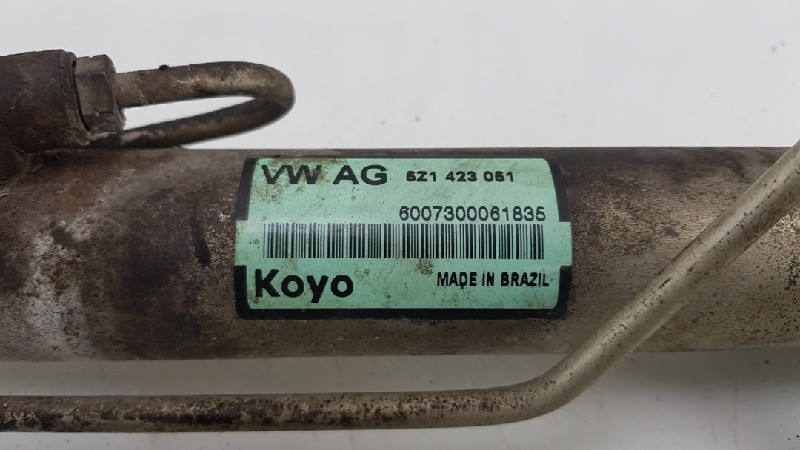 VW AG 5Z1 423 051
6007300061835
Koyo MADE IN BRAZIL